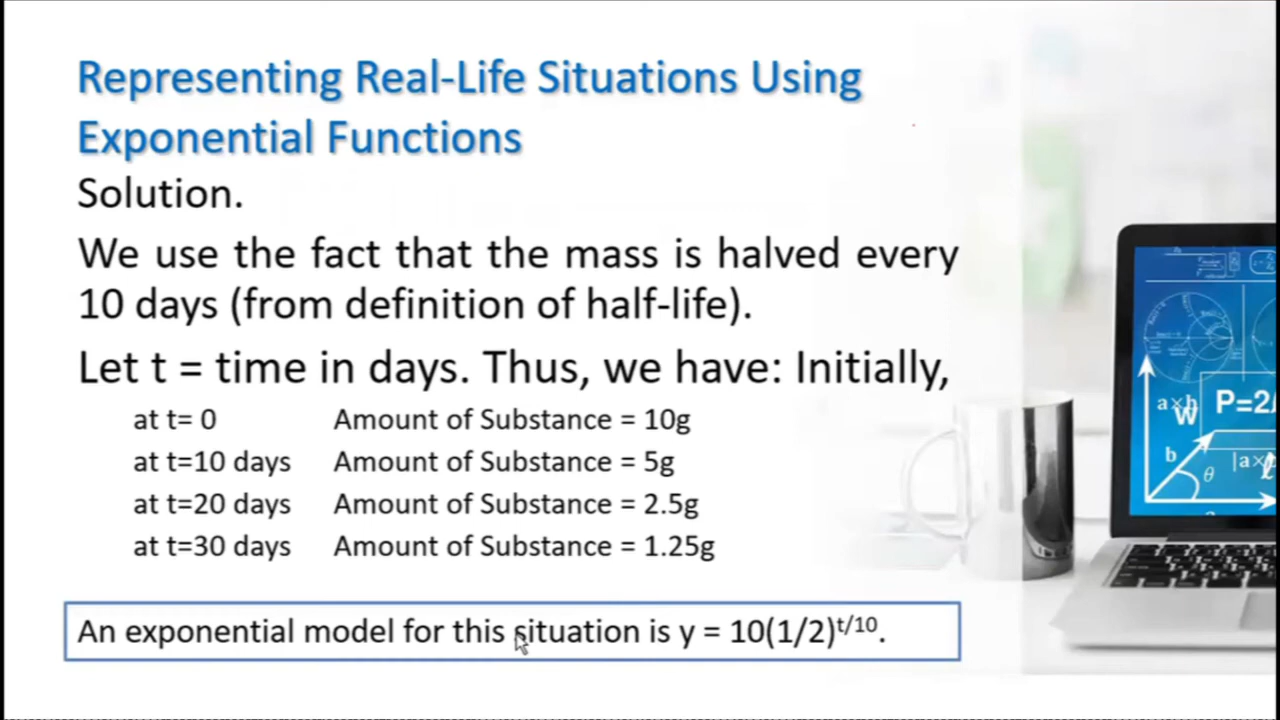 Representing Real-Life Situations Using
Exponential Functions
Solution.
We use the fact that the mass is halved every
10 days (from definition of half-life).
Let t = time in days. Thus, we have: Initially,
at t= 0 Amount of Substance = 10g
at t=10 days Amount of Substance = 5g
at t=20 days Amount of Substance = 2.5g
at t=30 days Amount of Substance = 1.25g
An exponential model for this situation is y = 10(1/2)^t/10.
a×b
W
P=2
b
θ
|a×